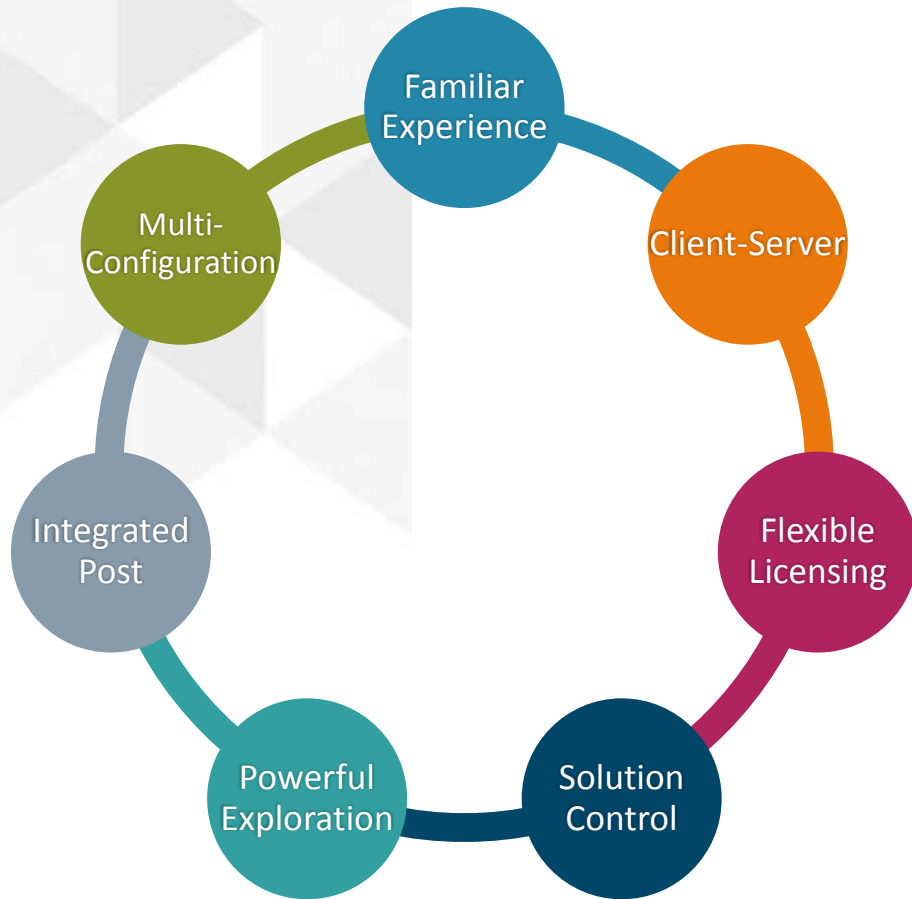 Familiar
Experience
Client-Server
Flexible
Licensing
Solution
Control
Powerful
Exploration
Integrated
Post
Multi-
Configuration